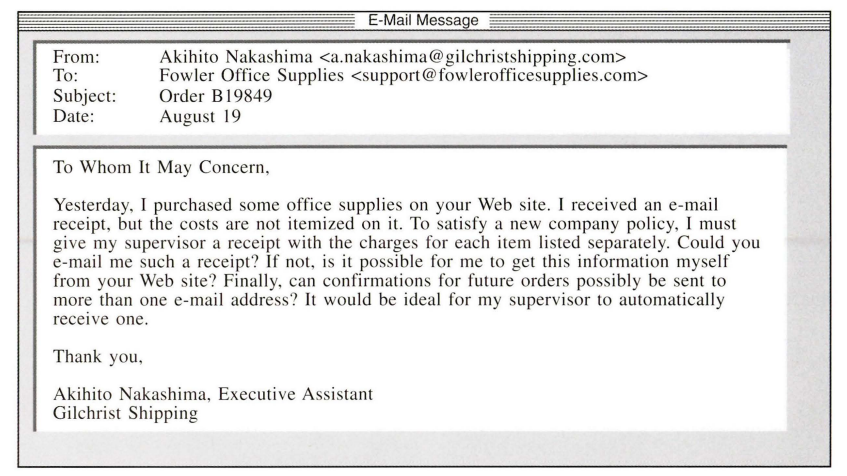 E-Mail Message
From: Akihito Nakashima <a.nakashima@gilchristshipping.com>
To: Fowler Office Supplies <support@fowlerofficesupplies.com>
Subject: Order B19849
Date: August 19
To Whom It May Concern,
Yesterday, I purchased some office supplies on your Web site. I received an e-mail
receipt, but the costs are not itemized on it. To satisfy a new company policy, I must
give my supervisor a receipt with the charges for each item listed separately. Could you
e-mail me such a receipt? If not, is it possible for me to get this information myself
from your Web site? Finally, can confirmations for future orders possibly be sent to
more than one e-mail address? It would be ideal for my supervisor to automatically
receive one.
Thank you,
Akihito Nakashima, Executive Assistant
Gilchrist Shipping